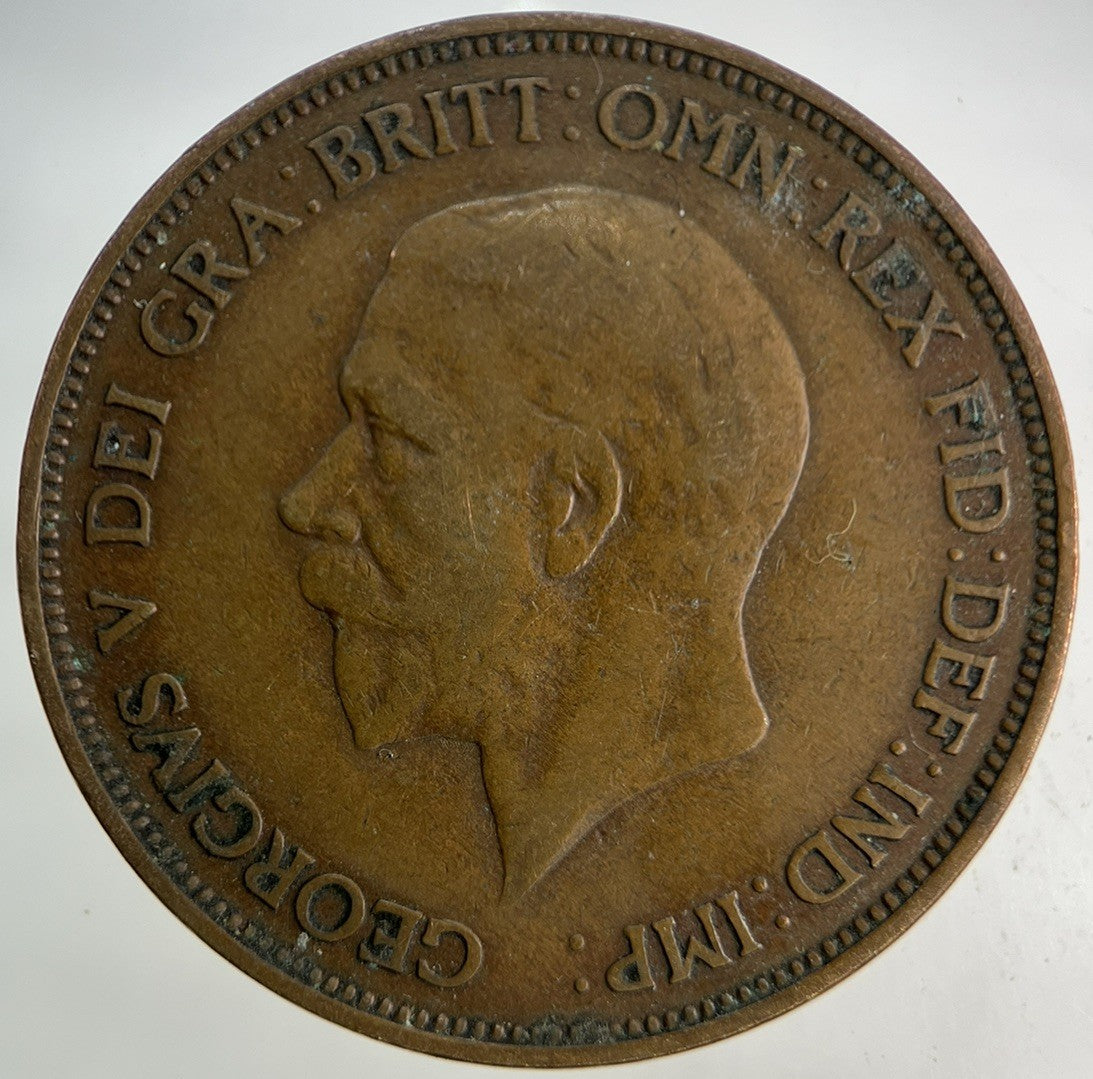 GEORGIVS V DEI GRA: BRITT: OMN: REX FID: DEF: IND: IMP: